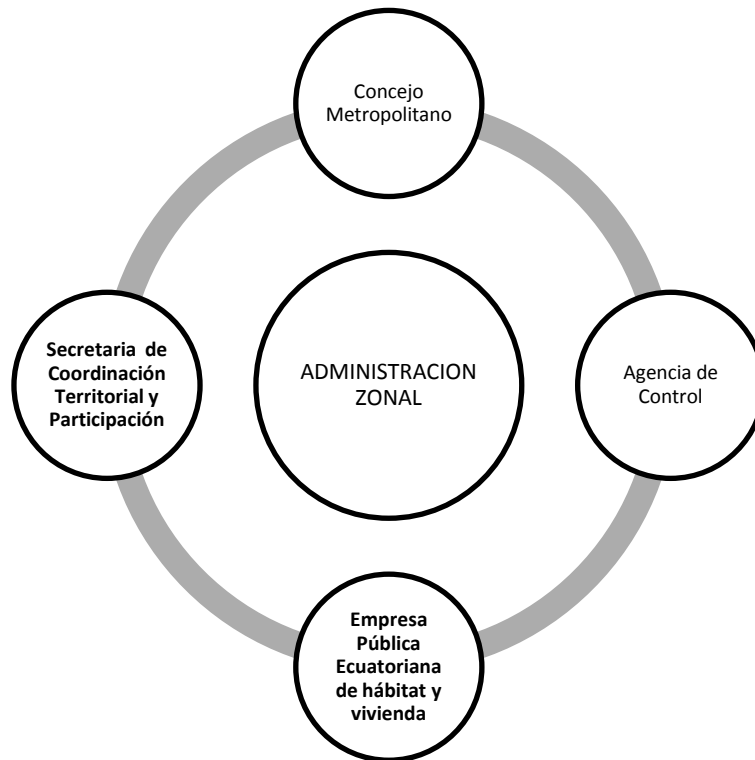 Concejo
Metropolitano
Secretaria de
Coordinación
Territorial y
Participación
ADMINISTRACION
ZONAL
Agencia de
Control
Empresa
Pública
Ecuatoriana
de hábitat y
vivienda